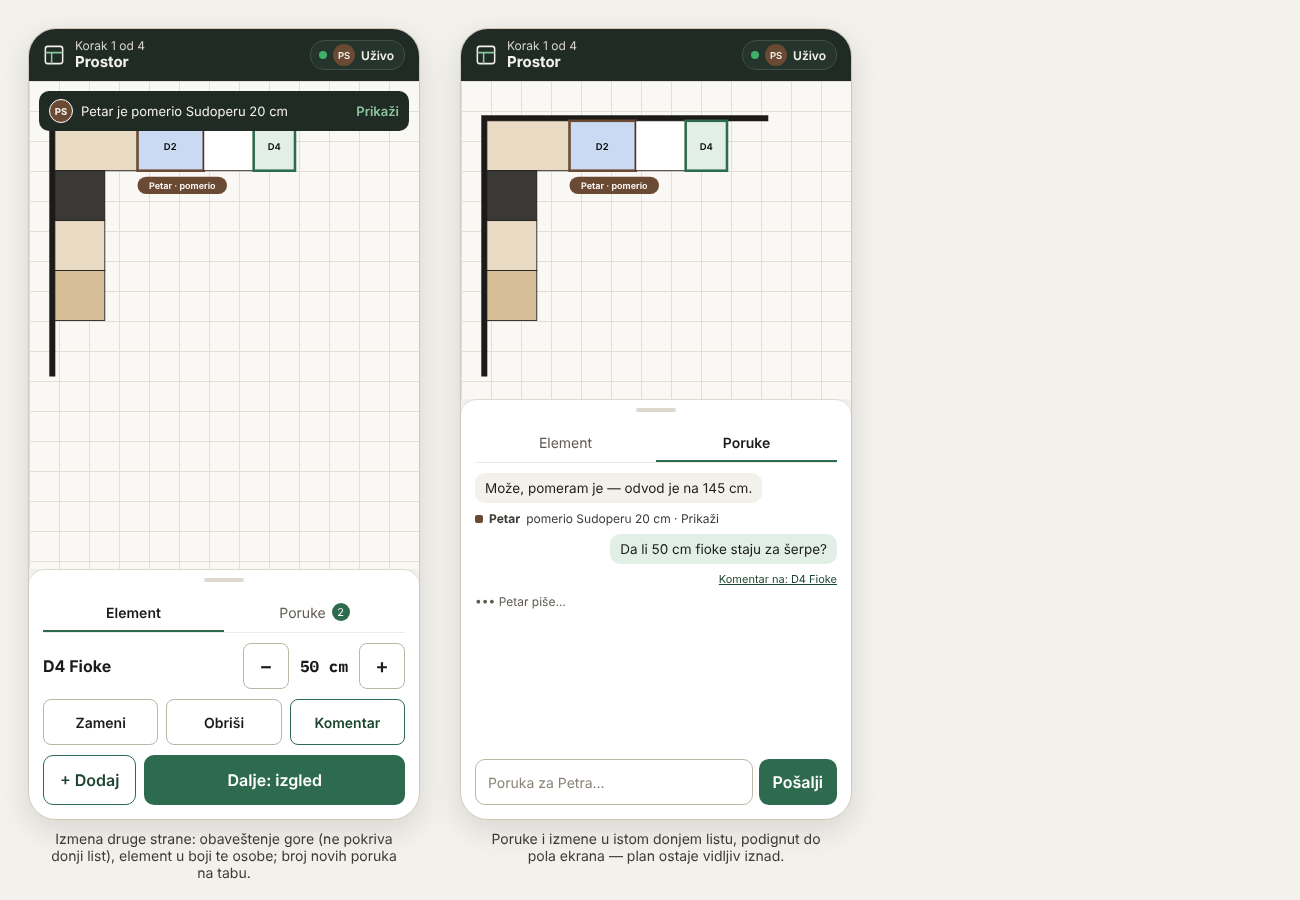 Korak 1 od 4
Prostor
PS Uživo
PS Petar je pomerio Sudoperu 20 cm Prikaži
D2 D4
Petar · pomerio
Element Poruke 2
D4 Fioke − 50 cm +
Zameni Obriši Komentar
+ Dodaj Dalje: izgled
Izmena druge strane: obaveštenje gore (ne pokriva
donji list), element u boji te osobe; broj novih poruka
na tabu.
Korak 1 od 4
Prostor
PS Uživo
D2 D4
Petar · pomerio
Element Poruke
Može, pomeram je — odvod je na 145 cm.
Petar pomerio Sudoperu 20 cm · Prikaži
Da li 50 cm fioke staju za šerpe?
Komentar na: D4 Fioke
••• Petar piše…
Poruka za Petra… Pošalji
Poruke i izmene u istom donjem listu, podignut do
pola ekrana — plan ostaje vidljiv iznad.